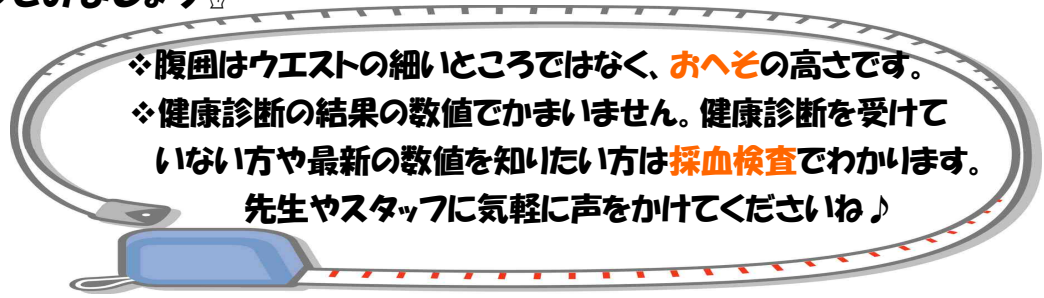 ❖腹囲はウエストの細いところではなく、おへその高さです。
❖健康診断の結果の数値でかまいません。健康診断を受けて
いない方や最新の数値を知りたい方は採血検査でわかります。
先生やスタッフに気軽に声をかけてくださいね♪